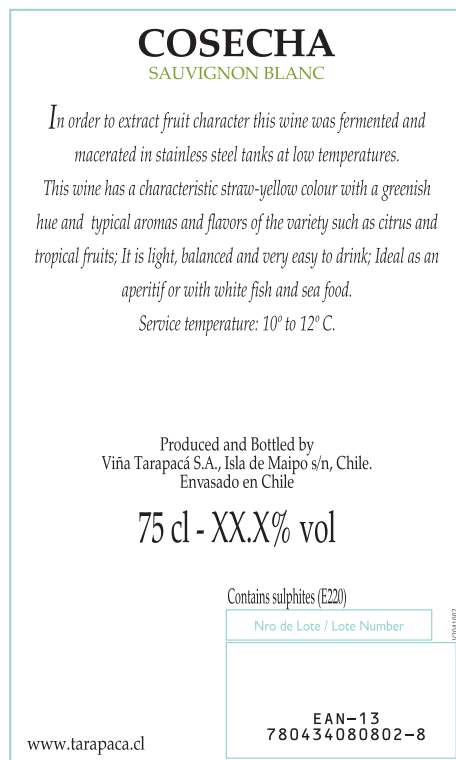 COSECHA
SAUVIGNON BLANC
In order to extract fruit character this wine was fermented and
macerated in stainless steel tanks at low temperatures.
This wine has a characteristic straw-yellow colour with a greenish
hue and typical aromas and flavors of the variety such as citrus and
tropical fruits; It is light, balanced and very easy to drink; Ideal as an
aperitif or with white fish and sea food.
Service temperature: 10º to 12º C.
Produced and Bottled by
Viña Tarapacá S.A., Isla de Maipo s/n, Chile.
Envasado en Chile
75 cl - XX.X% vol
Contains sulphites (E220)
Nro de Lote / Lote Number
EAN-13
780434080802-8
www.tarapaca.cl